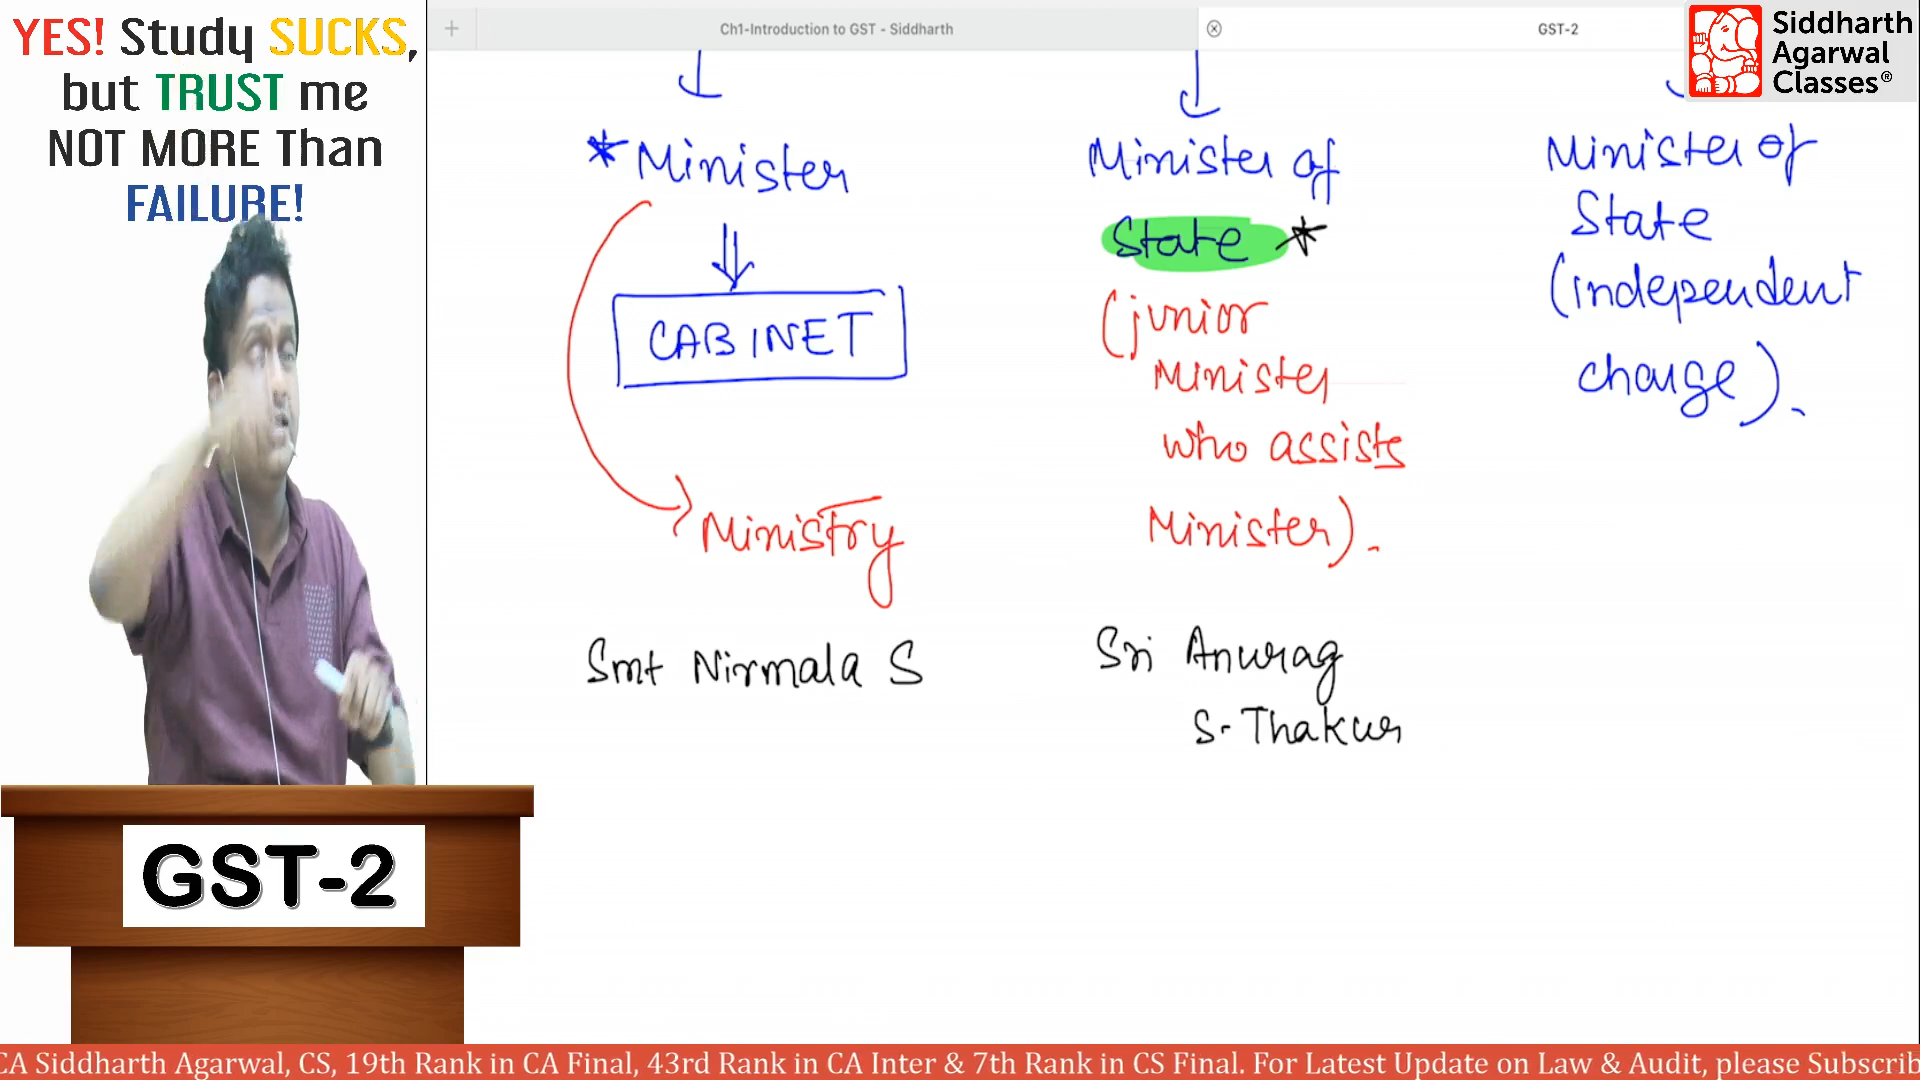 YES! Study SUCKS,
but TRUST me
NOT MORE Than
FAILURE!
Ch1-Introduction to GST - Siddharth
GST-2
Siddharth
Agarwal
Classes®
* Minister
CABINET
Ministry
Smt Nirmala S
Minister of
State *
(junior
Minister
who assists
Minister).
Sri Anurag
S. Thakur
Minister of
State
(independent
charge).
GST-2
CA Siddharth Agarwal, CS, 19th Rank in CA Final, 43rd Rank in CA Inter & 7th Rank in CS Final. For Latest Update on Law & Audit, please Subscrib